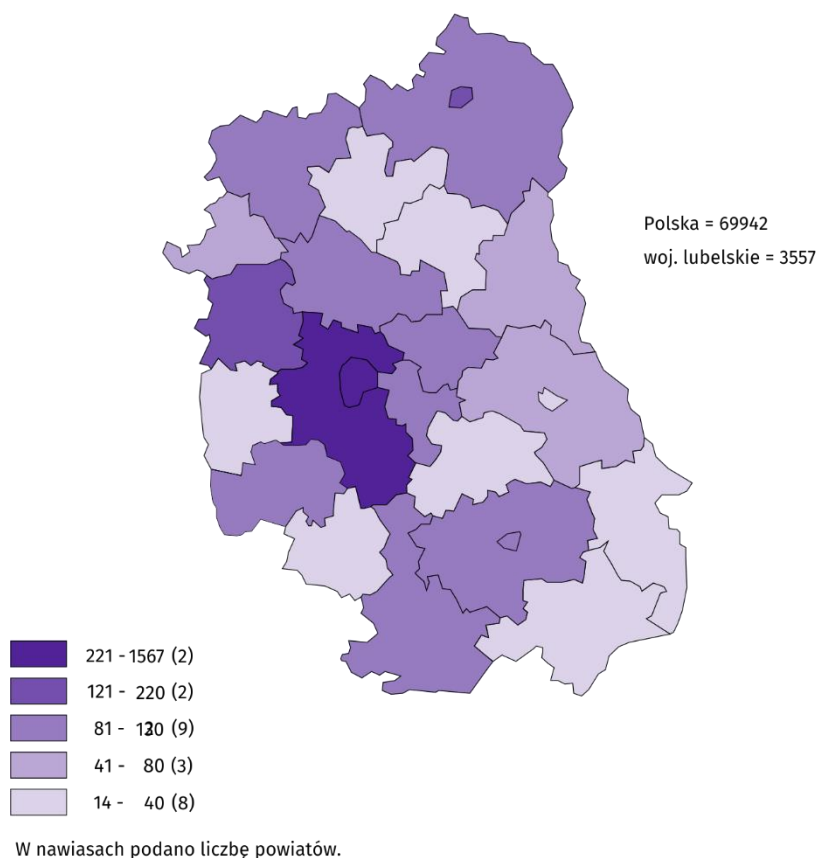 Polska = 69942
woj. lubelskie = 3557
221 - 1567 (2)
121 - 220 (2)
81 - (9)
41 - 80 (3)
14 - 40 (8)
W nawiasach podano liczbę powiatów.